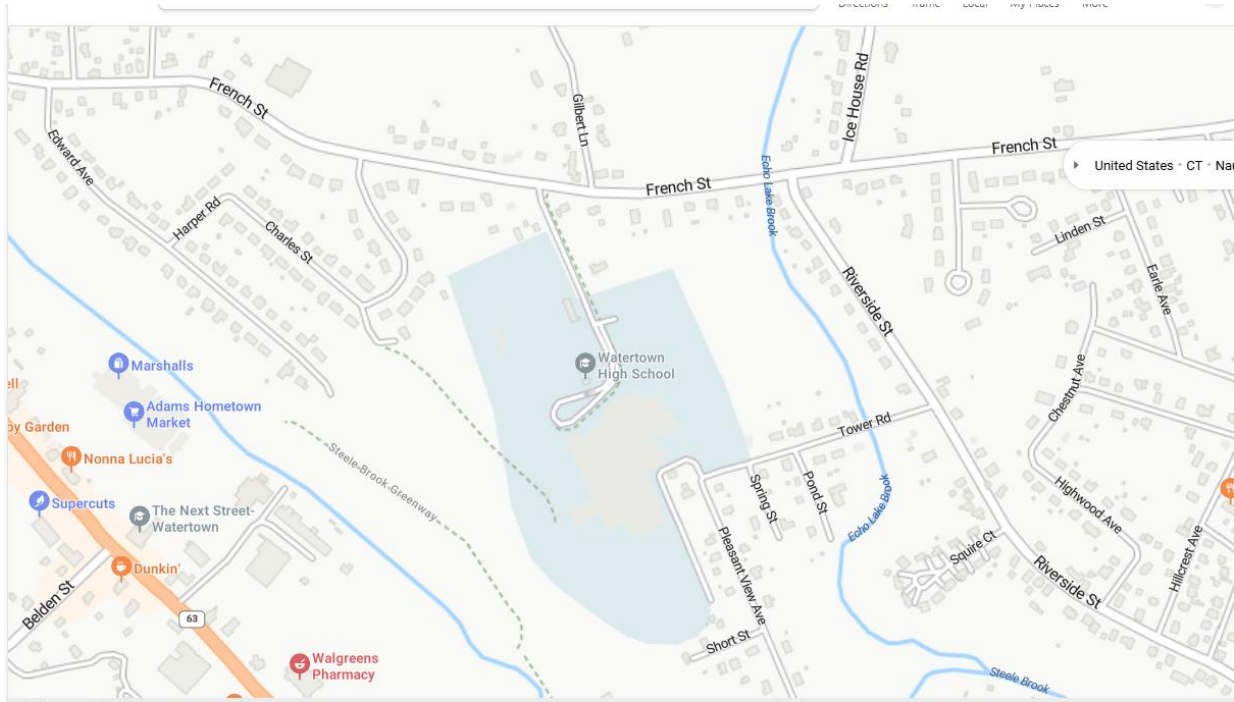 Directions Traffic Local My Places More
French St
Gilbert Ln
Ice House Rd
French St
United States · CT · Nau
Edward Ave
Echo Lake Brook
French St
Harper Rd
Charles St
Linden St
Earle Ave
Riverside St
Marshalls
Watertown
High School
Adams Hometown
Market
Chestnut Ave
Garden
Tower Rd
Nonna Lucia's
Steele Brook Greenway
Supercuts
The Next Street-
Watertown
Spring St
Pond St
Echo Lake Brook
Highwood Ave
Pleasant View Ave
Squire Ct
Hillcrest Ave
Dunkin'
Riverside St
Belden St
63
Short St
Walgreens
Pharmacy
Steele Brook